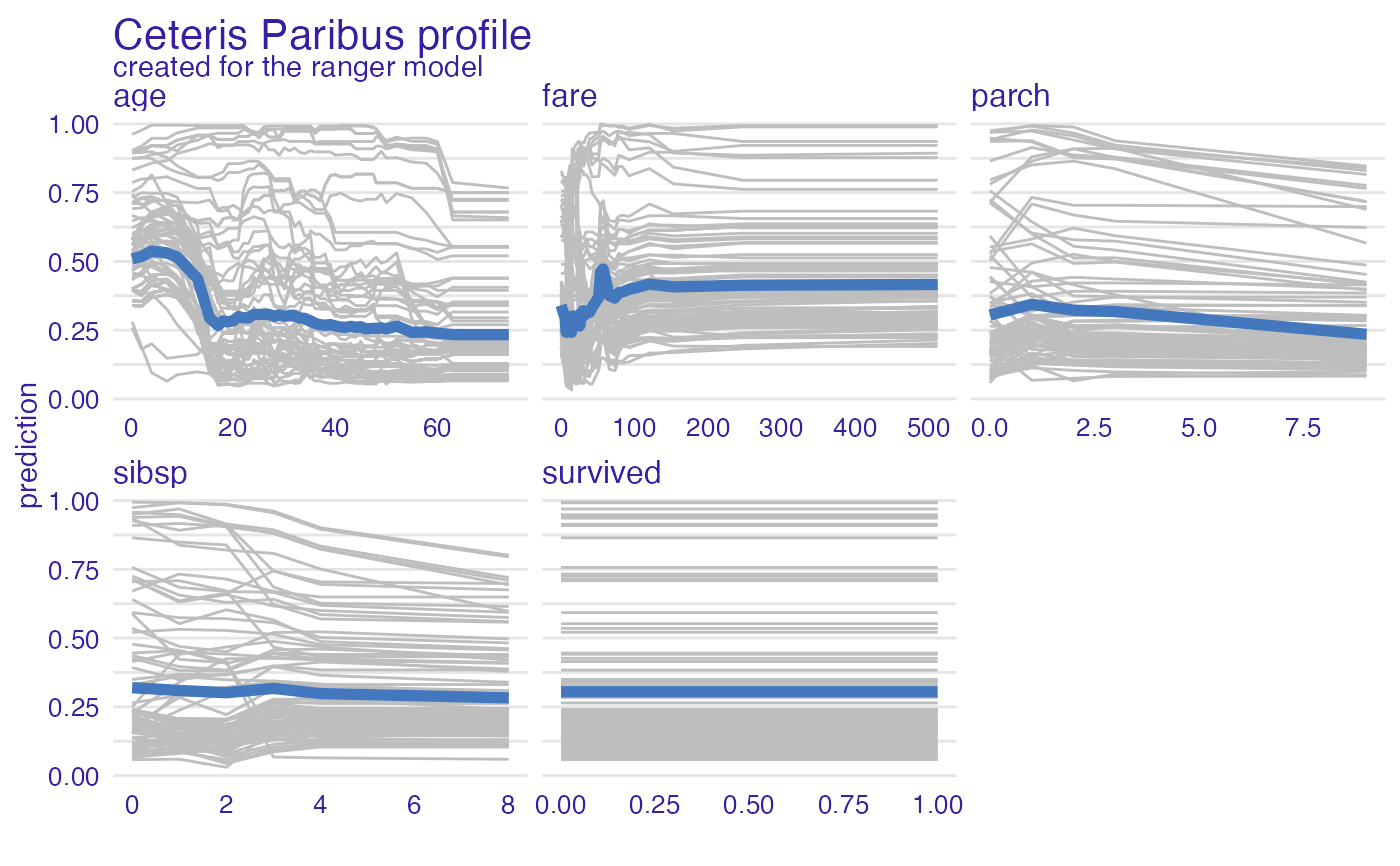 Ceteris Paribus profile
created for the ranger model
age
fare
parch
1.00
0.75
0.50
0.25
0.00
0 20 40 60
0 100 200 300 400 500
0.0 2.5 5.0 7.5
prediction
sibsp
survived
1.00
0.75
0.50
0.25
0.00
0 2 4 6 8
0.00 0.25 0.50 0.75 1.00